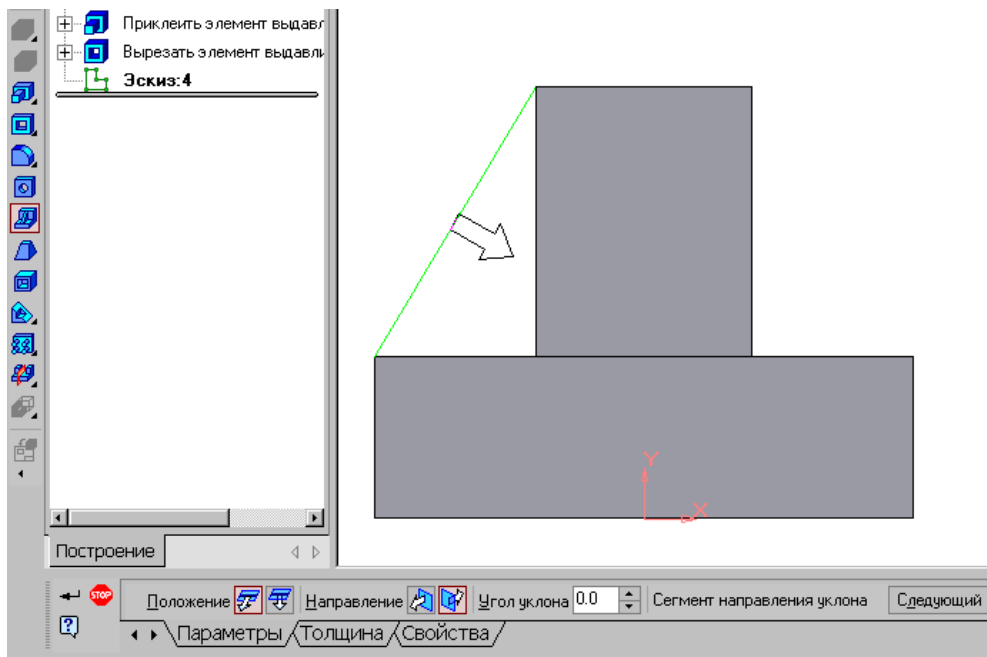 Приклеить элемент выдавл
Вырезать элемент выдавли
Эскиз:4
Y
X
Построение
STOP
Положение Направление Угол уклона 0.0 Сегмент направления уклона Следующий
? Параметры Толщина Свойства